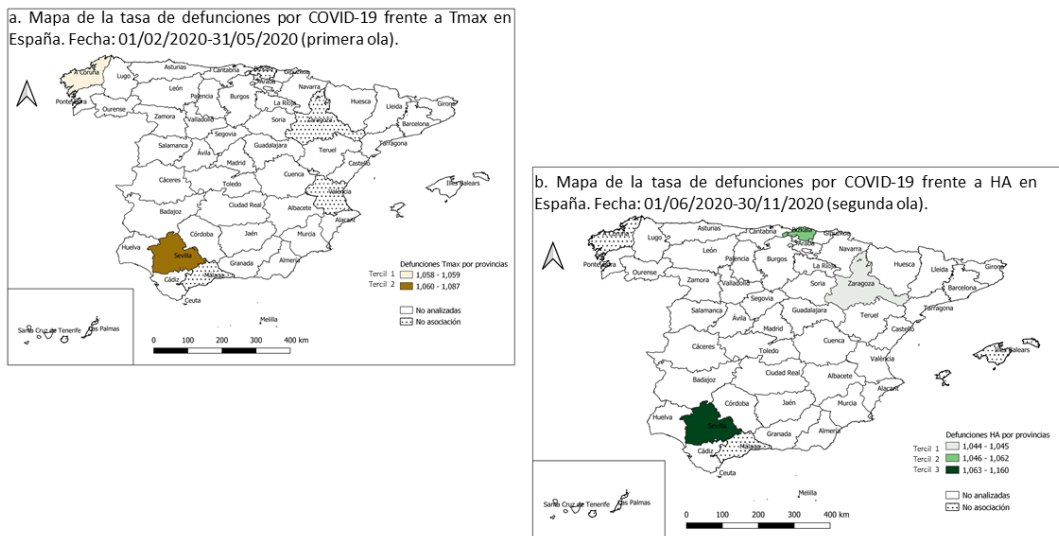 a. Mapa de la tasa de defunciones por COVID-19 frente a Tmax en
España. Fecha: 01/02/2020-31/05/2020 (primera ola).
A Coruña
Lugo
Asturias
Cantabria
Gipuzkoa
Araba
Navarra
Pontevedra
Ourense
León
Palencia
Burgos
La Rioja
Huesca
Lleida
Girona
Zamora
Valladolid
Soria
Zaragoza
Barcelona
Segovia
Tarragona
Salamanca
Ávila
Guadalajara
Teruel
Madrid
Castelló
Cáceres
Toledo
Cuenca
València
Illes Balears
Badajoz
Ciudad Real
Albacete
Alacant
Huelva
Sevilla
Córdoba
Jaén
Murcia
Granada
Almería
Cádiz
Málaga
Ceuta
Melilla
Santa Cruz de Tenerife
Las Palmas
Defunciones Tmax por provincias
Tercil 1 1,058 - 1,059
Tercil 2 1,060 - 1,087
No analizadas
No asociación
0 100 200 300 400 km
b. Mapa de la tasa de defunciones por COVID-19 frente a HA en
España. Fecha: 01/06/2020-30/11/2020 (segunda ola).
A Coruña
Lugo
Asturias
Cantabria
Bizkaia
Gipuzkoa
Araba
Navarra
Pontevedra
Ourense
León
Palencia
Burgos
La Rioja
Huesca
Lleida
Girona
Zamora
Valladolid
Soria
Zaragoza
Barcelona
Segovia
Tarragona
Salamanca
Ávila
Guadalajara
Teruel
Madrid
Castelló
Cáceres
Toledo
Cuenca
València
Illes Balears
Badajoz
Ciudad Real
Albacete
Alacant
Huelva
Sevilla
Córdoba
Jaén
Murcia
Granada
Almería
Cádiz
Málaga
Ceuta
Melilla
Santa Cruz de Tenerife
Las Palmas
Defunciones HA por provincias
Tercil 1 1,044 - 1,045
Tercil 2 1,046 - 1,062
Tercil 3 1,063 - 1,160
No analizadas
No asociación
0 100 200 300 400 km